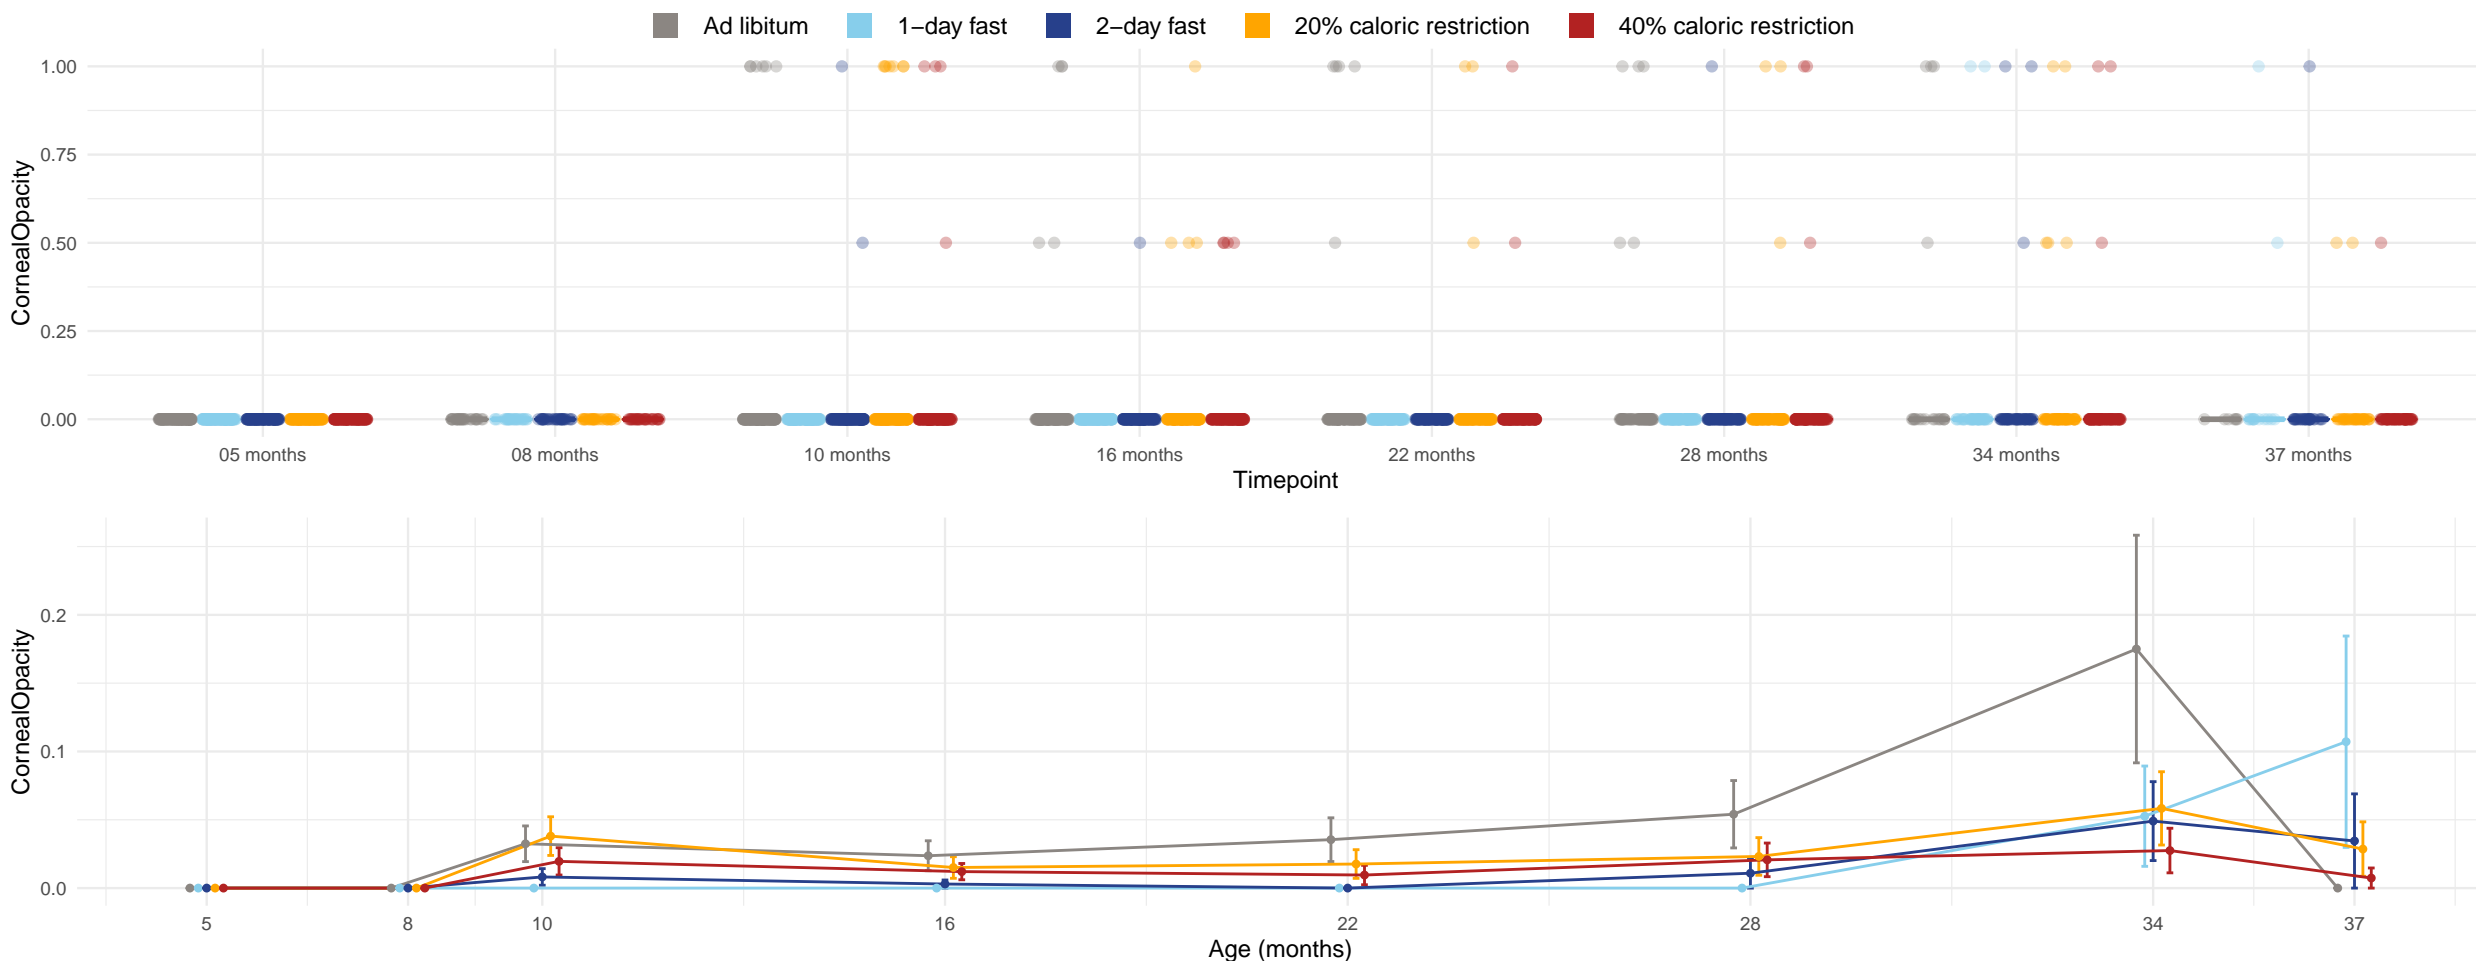 Ad libitum 1−day fast 2−day fast 20% caloric restriction 40% caloric restriction
CornealOpacity
1.00
0.75
0.50
0.25
0.00
05 months 08 months 10 months 16 months 22 months 28 months 34 months 37 months
Timepoint
CornealOpacity
0.2
0.1
0.0
5 8 10 16 22 28 34 37
Age (months)